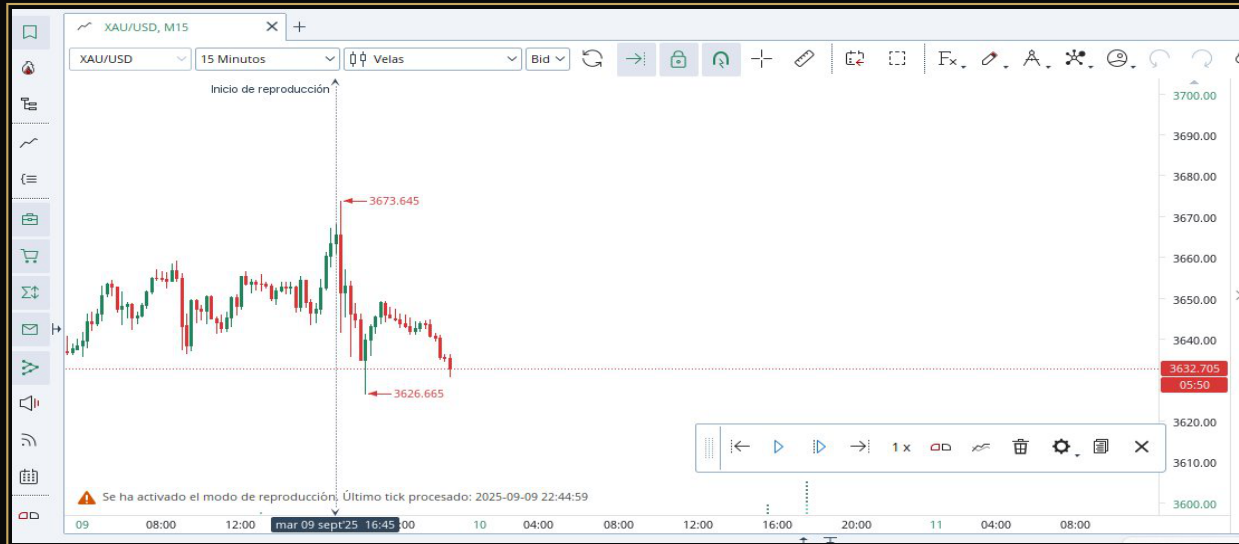 XAU/USD, M15
XAU/USD 15 Minutos Velas Bid Fx
Inicio de reproducción
3700.00
3690.00
3680.00
3673.645
3670.00
3660.00
3650.00
3640.00
3632.705
05:50
3626.665
3620.00
1 x
3610.00
Se ha activado el modo de reproducción. Último tick procesado: 2025-09-09 22:44:59
3600.00
09 08:00 12:00 mar 09 sept'25 16:45 :00 10 04:00 08:00 12:00 16:00 20:00 11 04:00 08:00